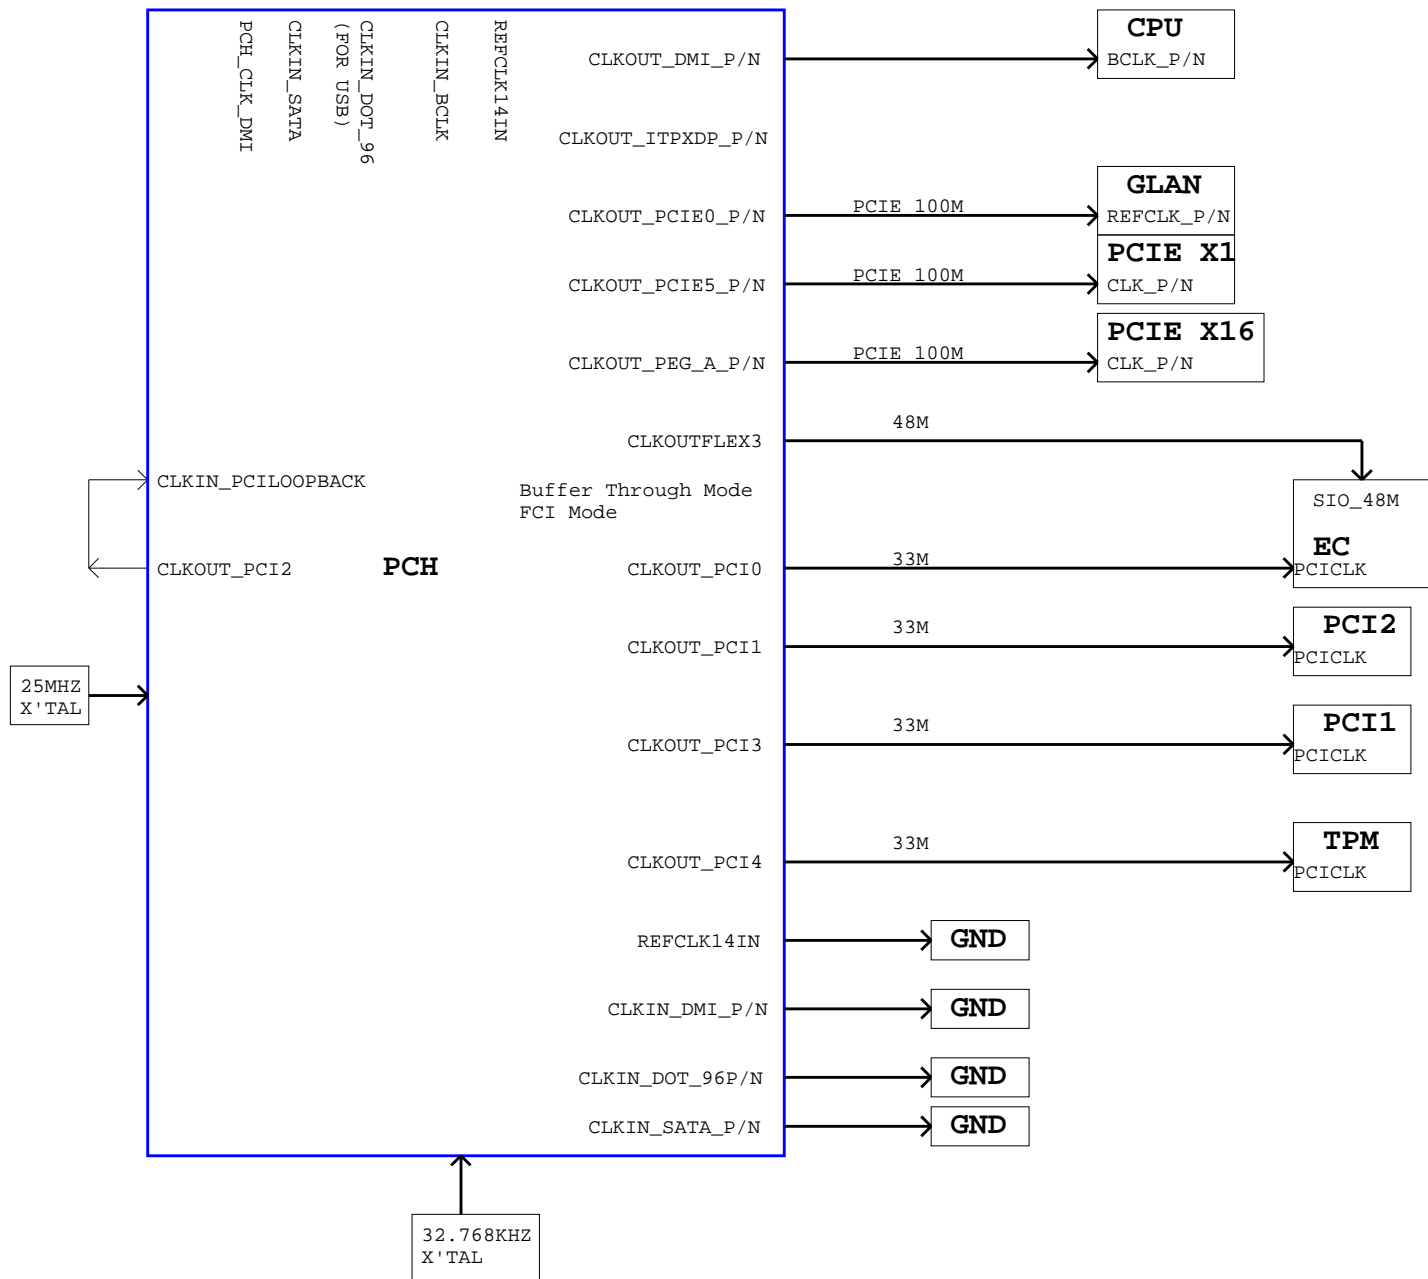 PCH_CLK_DMI
CLKIN_SATA
(FOR USB)
CLKIN_DOT_96
CLKIN_BCLK
REFCLK14IN
CLKOUT_DMI_P/N
CPU
BCLK_P/N
CLKOUT_ITPXDP_P/N
CLKOUT_PCIE0_P/N
PCIE 100M
GLAN
REFCLK_P/N
CLKOUT_PCIE5_P/N
PCIE 100M
PCIE X1
CLK_P/N
CLKOUT_PEG_A_P/N
PCIE 100M
PCIE X16
CLK_P/N
CLKOUTFLEX3
48M
SIO_48M
CLKIN_PCILOOPBACK
Buffer Through Mode
FCI Mode
CLKOUT_PCI2
PCH
CLKOUT_PCI0
33M
EC
PCICLK
CLKOUT_PCI1
33M
PCI2
PCICLK
25MHZ
X'TAL
CLKOUT_PCI3
33M
PCI1
PCICLK
CLKOUT_PCI4
33M
TPM
PCICLK
REFCLK14IN
GND
CLKIN_DMI_P/N
GND
CLKIN_DOT_96P/N
GND
CLKIN_SATA_P/N
GND
32.768KHZ
X'TAL